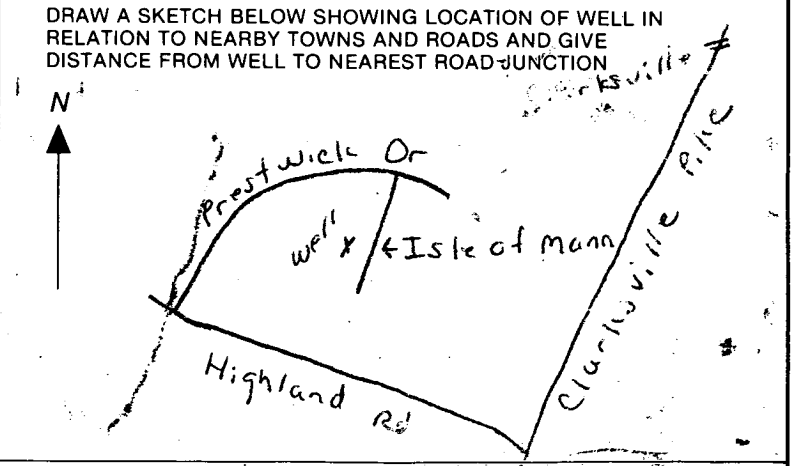 DRAW A SKETCH BELOW SHOWING LOCATION OF WELL IN
RELATION TO NEARBY TOWNS AND ROADS AND GIVE
DISTANCE FROM WELL TO NEAREST ROAD JUNCTION
Clarksville
N
Prestwick Dr
well x
← Isle of Mann
Clarksville Pike
Highland Rd